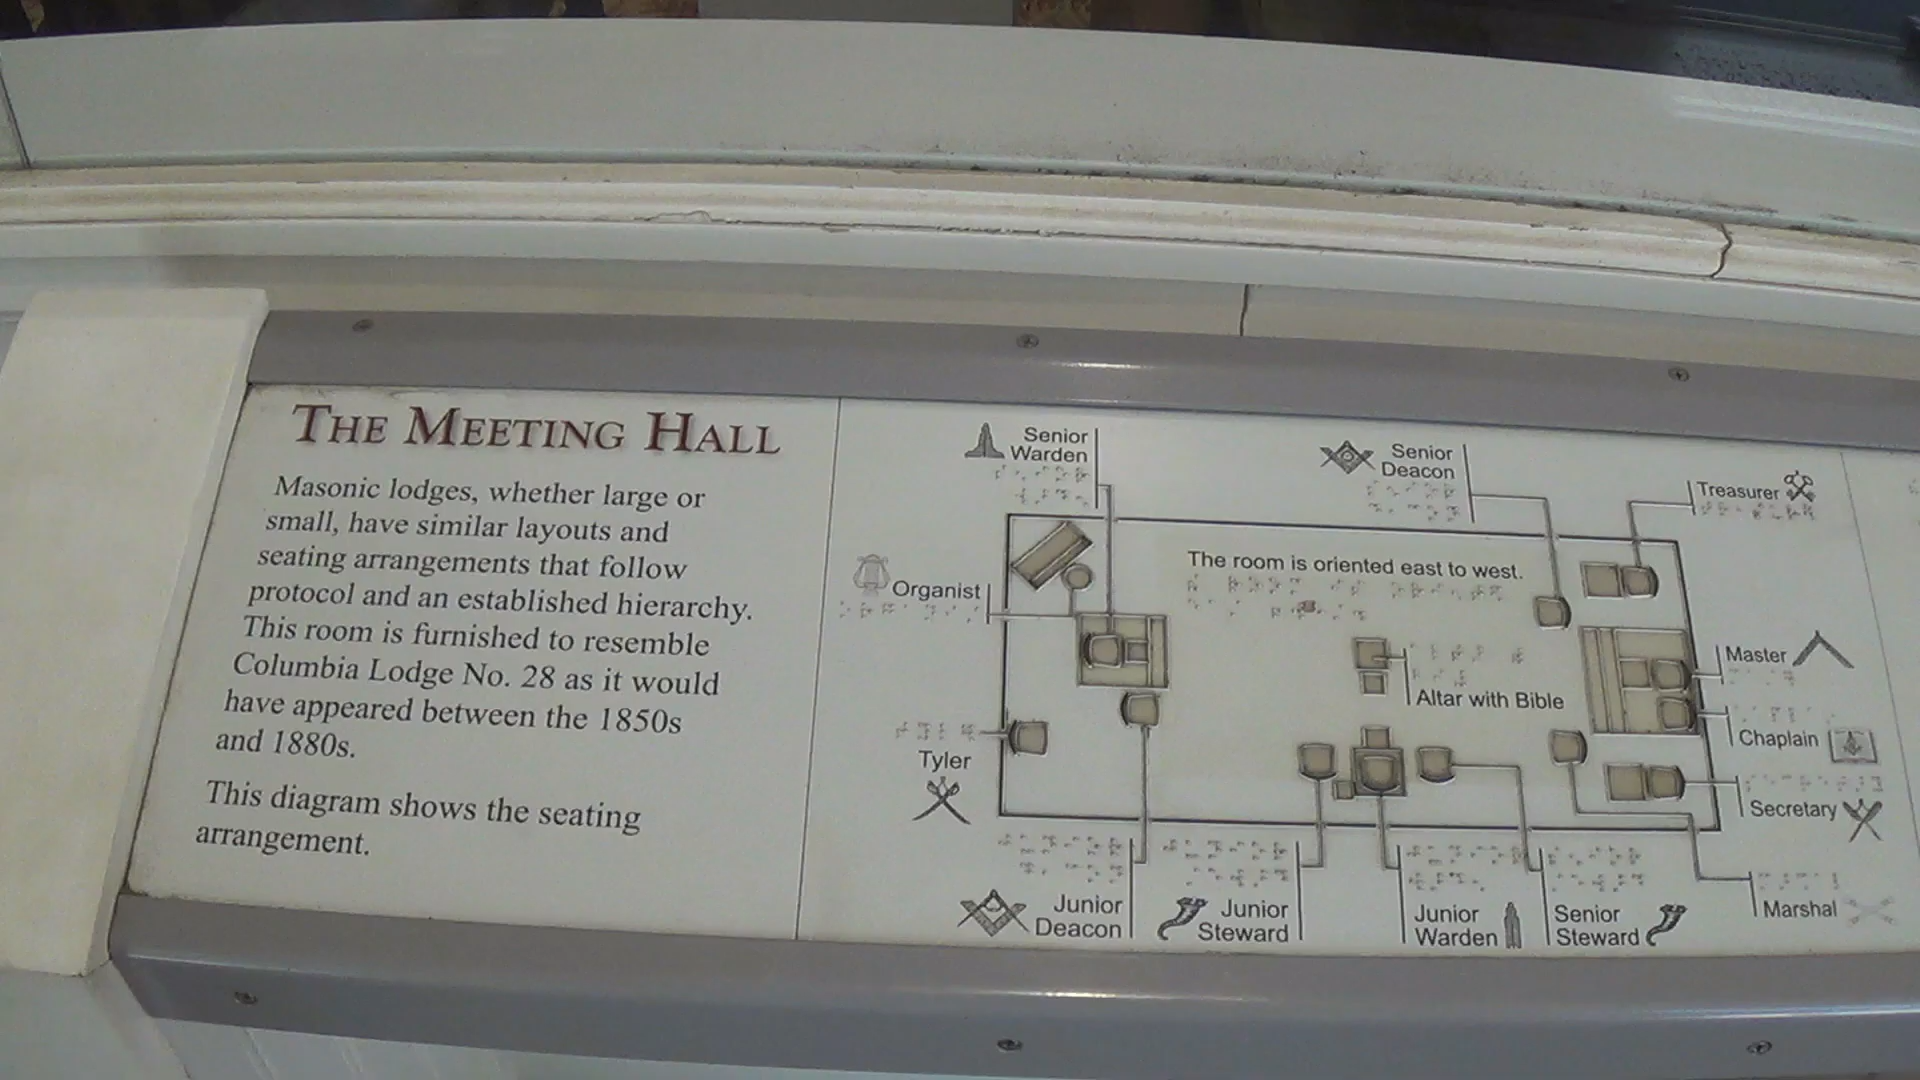 THE MEETING HALL
Masonic lodges, whether large or
small, have similar layouts and
seating arrangements that follow
protocol and an established hierarchy.
This room is furnished to resemble
Columbia Lodge No. 28 as it would
have appeared between the 1850s
and 1880s.
This diagram shows the seating
arrangement.
Senior
Warden
Senior
Deacon
Treasurer
The room is oriented east to west.
Organist
Master
Altar with Bible
Chaplain
Tyler
Secretary
Junior
Deacon
Junior
Steward
Junior
Warden
Senior
Steward
Marshal